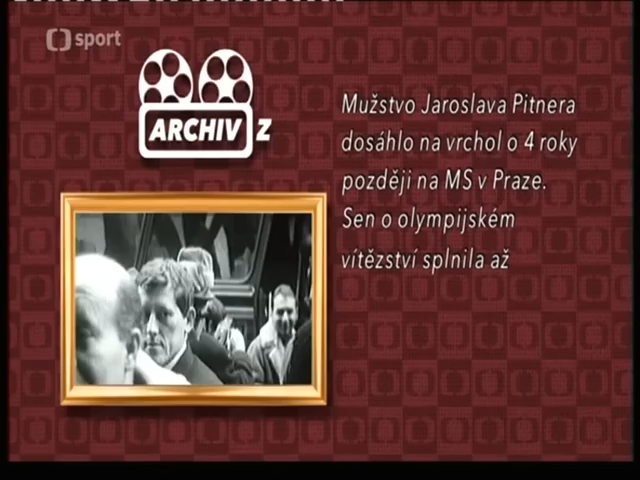 sport
ARCHIV Z
Mužstvo Jaroslava Pitnera
dosáhlo na vrchol o 4 roky
později na MS v Praze.
Sen o olympijském
vítězství splnila až